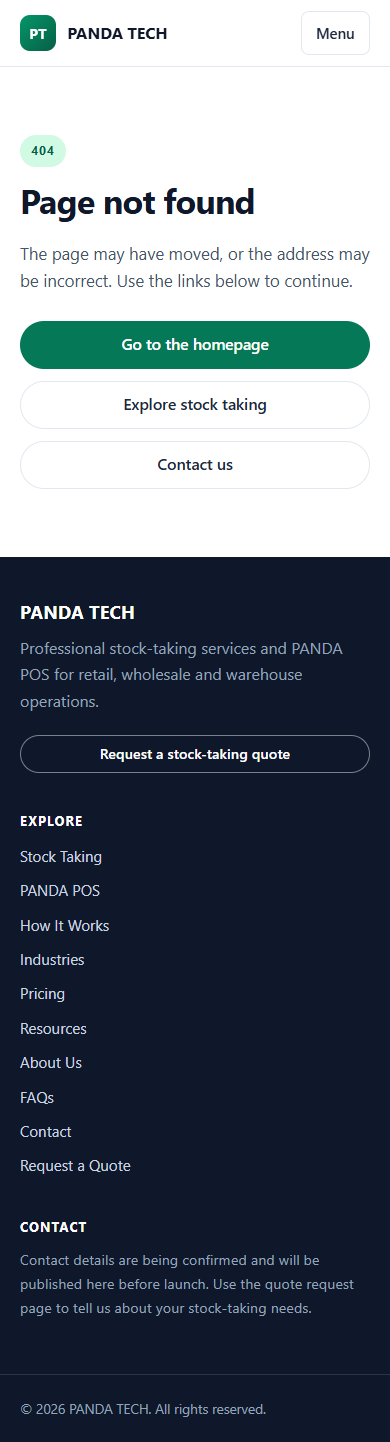 PT PANDA TECH Menu
404
Page not found
The page may have moved, or the address may
be incorrect. Use the links below to continue.
Go to the homepage
Explore stock taking
Contact us
PANDA TECH
Professional stock-taking services and PANDA
POS for retail, wholesale and warehouse
operations.
Request a stock-taking quote
EXPLORE
Stock Taking
PANDA POS
How It Works
Industries
Pricing
Resources
About Us
FAQs
Contact
Request a Quote
CONTACT
Contact details are being confirmed and will be
published here before launch. Use the quote request
page to tell us about your stock-taking needs.
© 2026 PANDA TECH. All rights reserved.